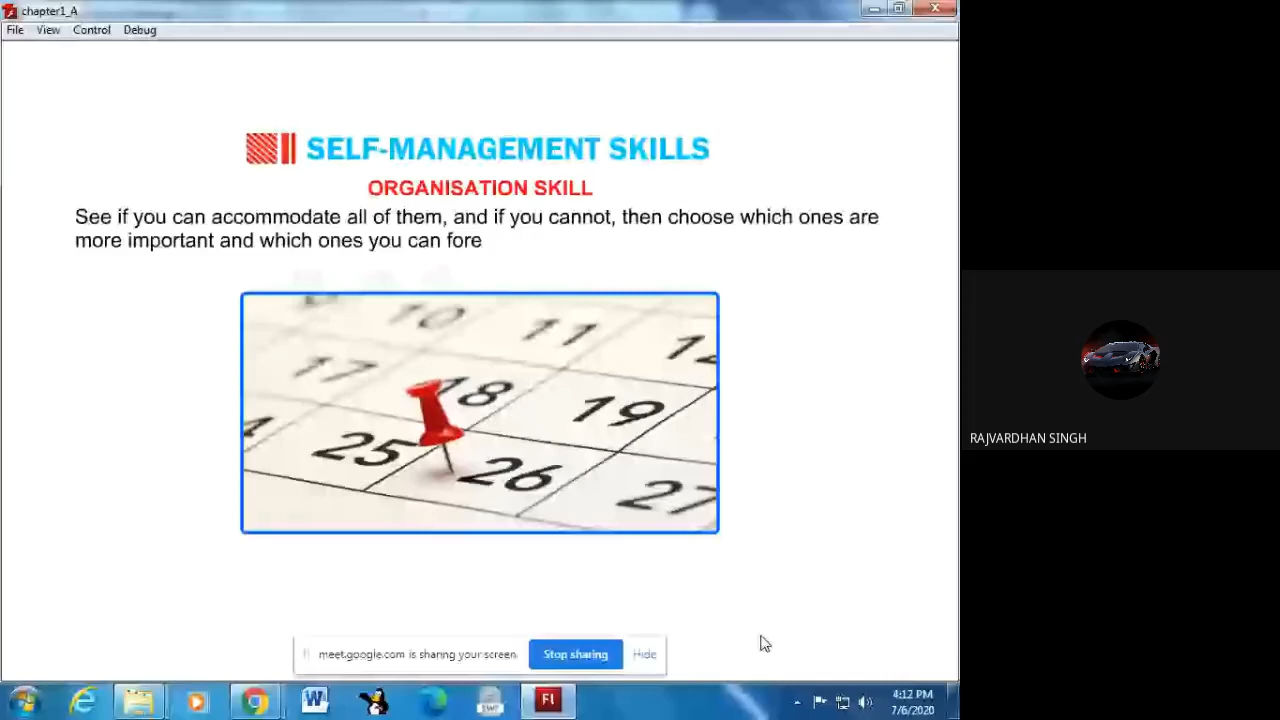 chapter1_A
File View Control Debug
SELF-MANAGEMENT SKILLS
ORGANISATION SKILL
See if you can accommodate all of them, and if you cannot, then choose which ones are
more important and which ones you can fore
10 11
17 18 19
25 26 27
RAJVARDHAN SINGH
meet.google.com is sharing your screen. Stop sharing Hide
4:12 PM
7/6/2020